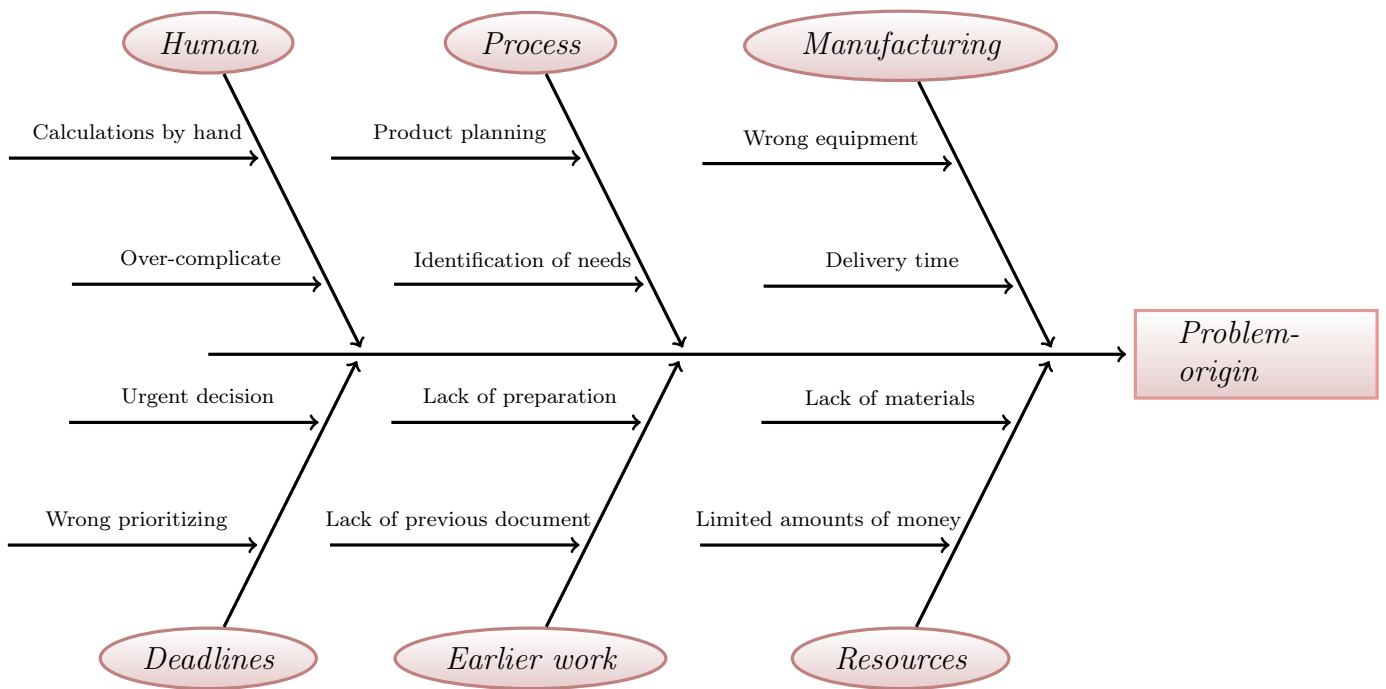 Human
Process
Manufacturing
Calculations by hand
Product planning
Wrong equipment
Over-complicate
Identification of needs
Delivery time
Problem-
origin
Urgent decision
Lack of preparation
Lack of materials
Wrong prioritizing
Lack of previous document
Limited amounts of money
Deadlines
Earlier work
Resources